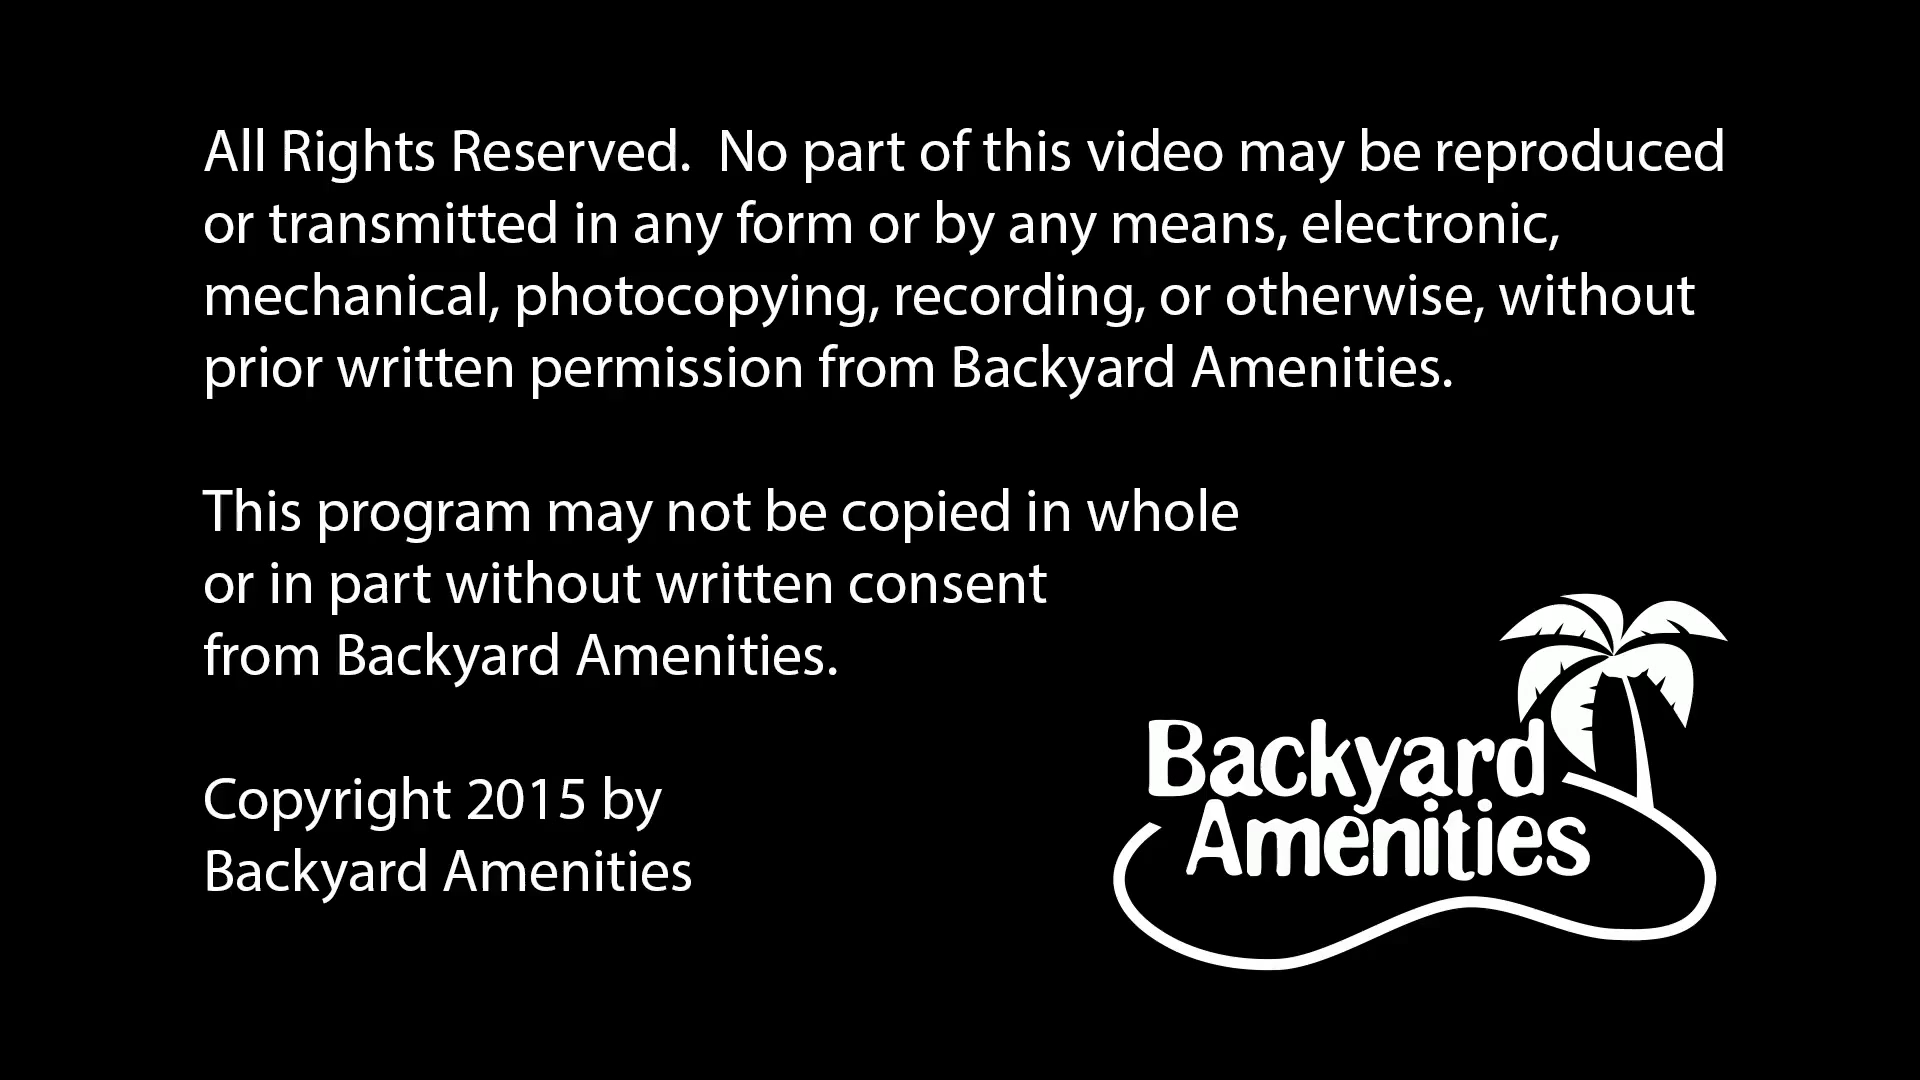 All Rights Reserved.  No part of this video may be reproduced
or transmitted in any form or by any means, electronic,
mechanical, photocopying, recording, or otherwise, without
prior written permission from Backyard Amenities.
This program may not be copied in whole
or in part without written consent
from Backyard Amenities.
Copyright 2015 by
Backyard Amenities
Backyard
Amenities